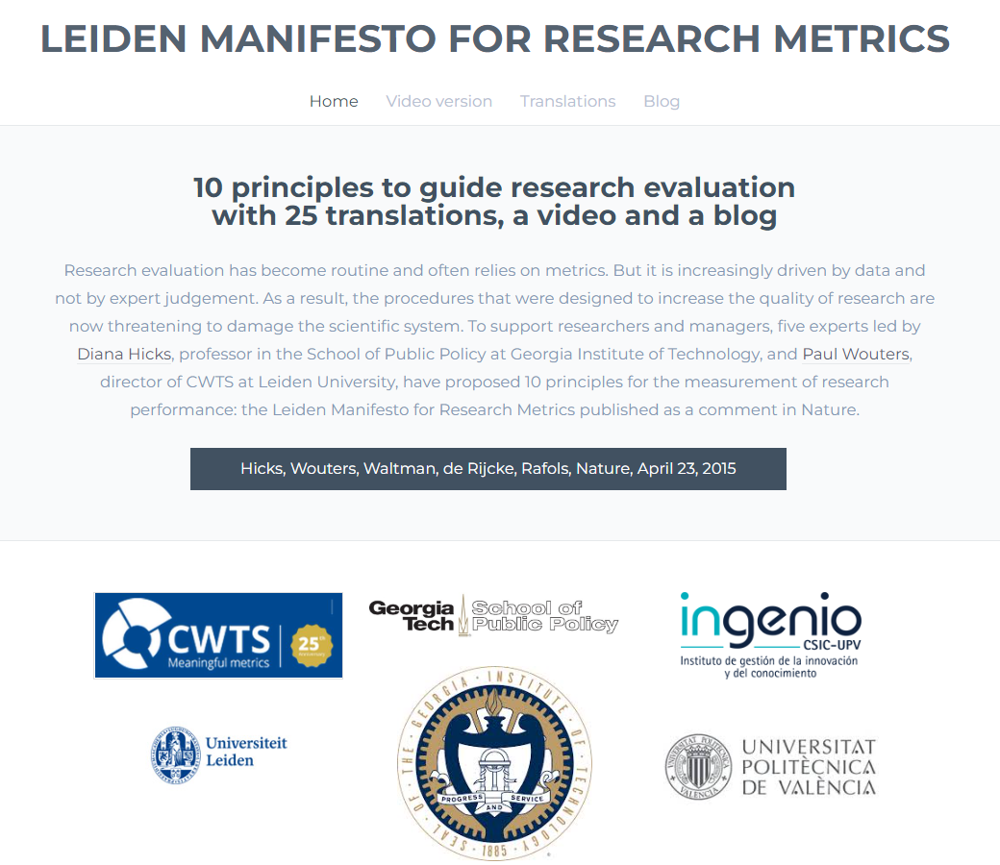 LEIDEN MANIFESTO FOR RESEARCH METRICS
Home Video version Translations Blog
10 principles to guide research evaluation
with 25 translations, a video and a blog
Research evaluation has become routine and often relies on metrics. But it is increasingly driven by data and
not by expert judgement. As a result, the procedures that were designed to increase the quality of research are
now threatening to damage the scientific system. To support researchers and managers, five experts led by
Diana Hicks, professor in the School of Public Policy at Georgia Institute of Technology, and Paul Wouters,
director of CWTS at Leiden University, have proposed 10 principles for the measurement of research
performance: the Leiden Manifesto for Research Metrics published as a comment in Nature.
Hicks, Wouters, Waltman, de Rijcke, Rafols, Nature, April 23, 2015
CWTS
Meaningful metrics
25th
Georgia
Tech
School of
Public Policy
ingenio
CSIC-UPV
Instituto de gestión de la innovación
y del conocimiento
Universiteit
Leiden
SEAL OF THE GEORGIA INSTITUTE OF TECHNOLOGY
PROGRESS AND SERVICE
1885
UNIVERSITAT POLITÈCNICA
VALÈNCIA
UNIVERSITAT
POLITÈCNICA
DE VALÈNCIA